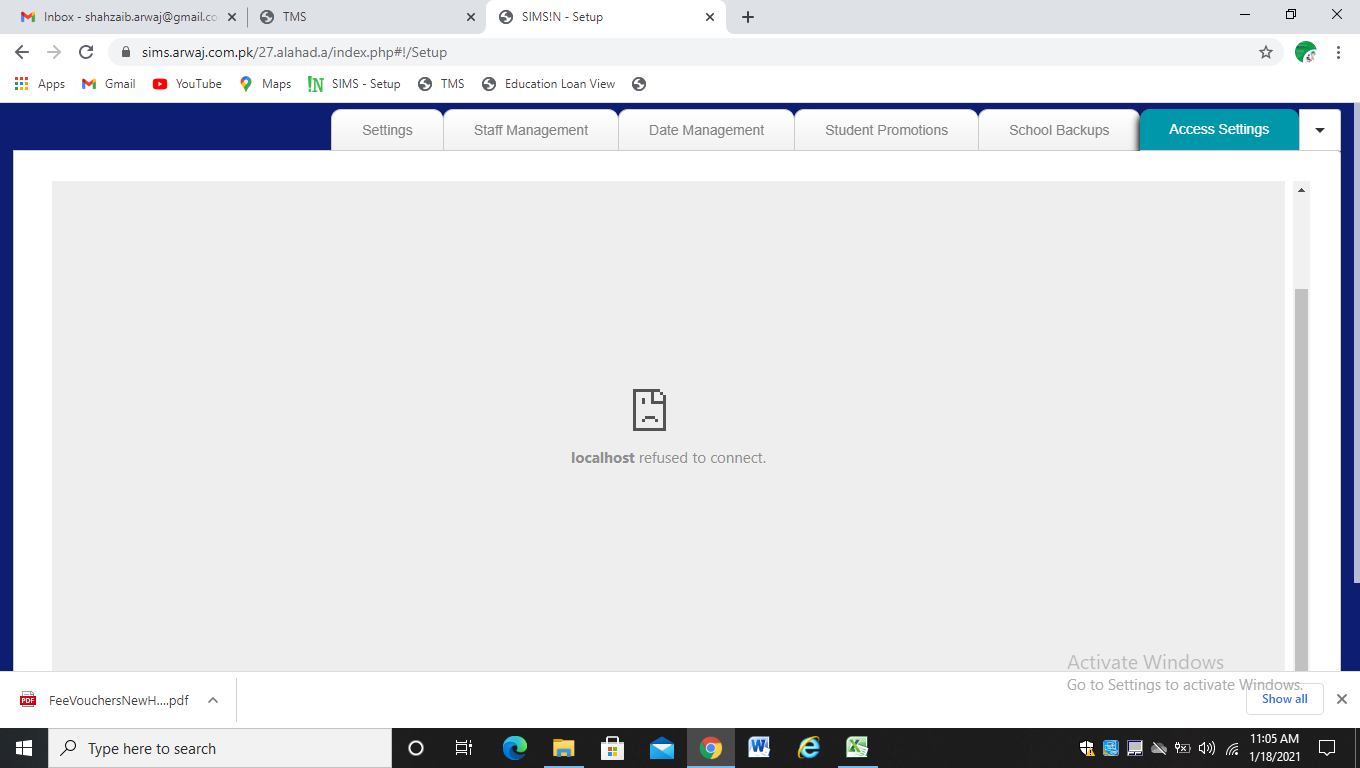 Inbox - shahzaib.arwaj@gmail.co
TMS
SIMS!N - Setup
sims.arwaj.com.pk/27.alahad.a/index.php#!/Setup
Apps
Gmail
YouTube
Maps
!N SIMS - Setup
TMS
Education Loan View
Settings
Staff Management
Date Management
Student Promotions
School Backups
Access Settings
localhost refused to connect.
Activate Windows
Go to Settings to activate Windows.
PDF
FeeVouchersNewH....pdf
Show all
Type here to search
11:05 AM
1/18/2021